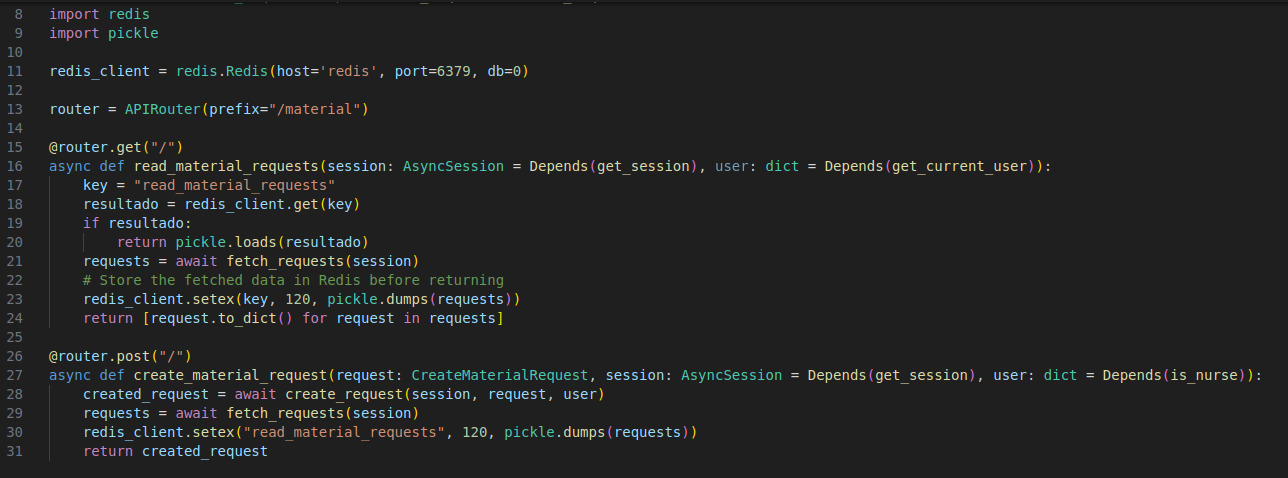 8 import redis
9 import pickle
10
11 redis_client = redis.Redis(host='redis', port=6379, db=0)
12
13 router = APIRouter(prefix="/material")
14
15 @router.get("/")
16 async def read_material_requests(session: AsyncSession = Depends(get_session), user: dict = Depends(get_current_user)):
17     key = "read_material_requests"
18     resultado = redis_client.get(key)
19     if resultado:
20         return pickle.loads(resultado)
21     requests = await fetch_requests(session)
22     # Store the fetched data in Redis before returning
23     redis_client.setex(key, 120, pickle.dumps(requests))
24     return [request.to_dict() for request in requests]
25
26 @router.post("/")
27 async def create_material_request(request: CreateMaterialRequest, session: AsyncSession = Depends(get_session), user: dict = Depends(is_nurse)):
28     created_request = await create_request(session, request, user)
29     requests = await fetch_requests(session)
30     redis_client.setex("read_material_requests", 120, pickle.dumps(requests))
31     return created_request